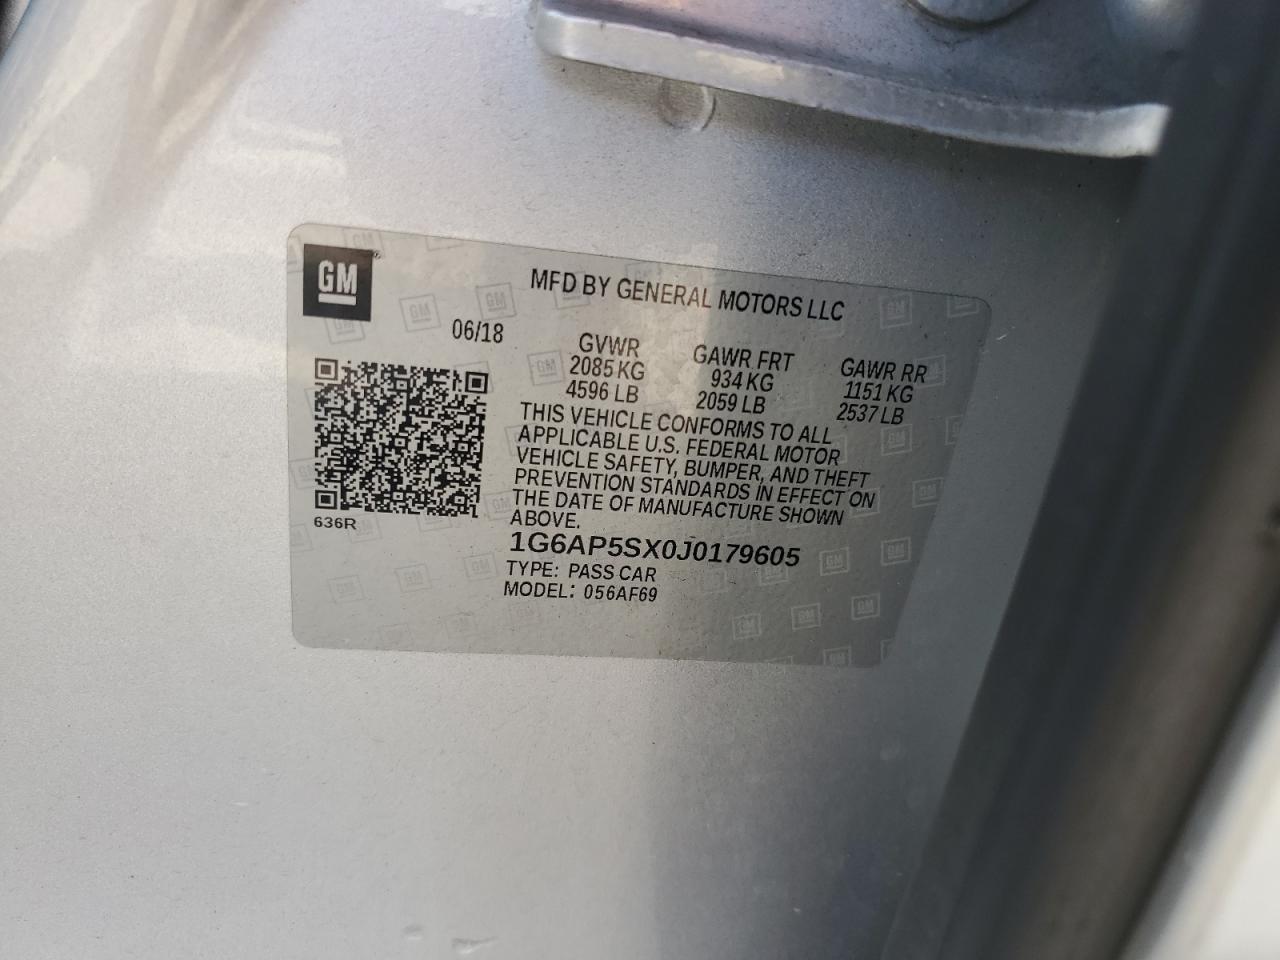 GM
MFD BY GENERAL MOTORS LLC
06/18
GVWR GAWR FRT GAWR RR
2085 KG 934 KG 1151 KG
4596 LB 2059 LB 2537 LB
THIS VEHICLE CONFORMS TO ALL
APPLICABLE U.S. FEDERAL MOTOR
VEHICLE SAFETY, BUMPER, AND THEFT
PREVENTION STANDARDS IN EFFECT ON
THE DATE OF MANUFACTURE SHOWN
ABOVE.
636R
1G6AP5SX0J0179605
TYPE: PASS CAR
MODEL: 056AF69